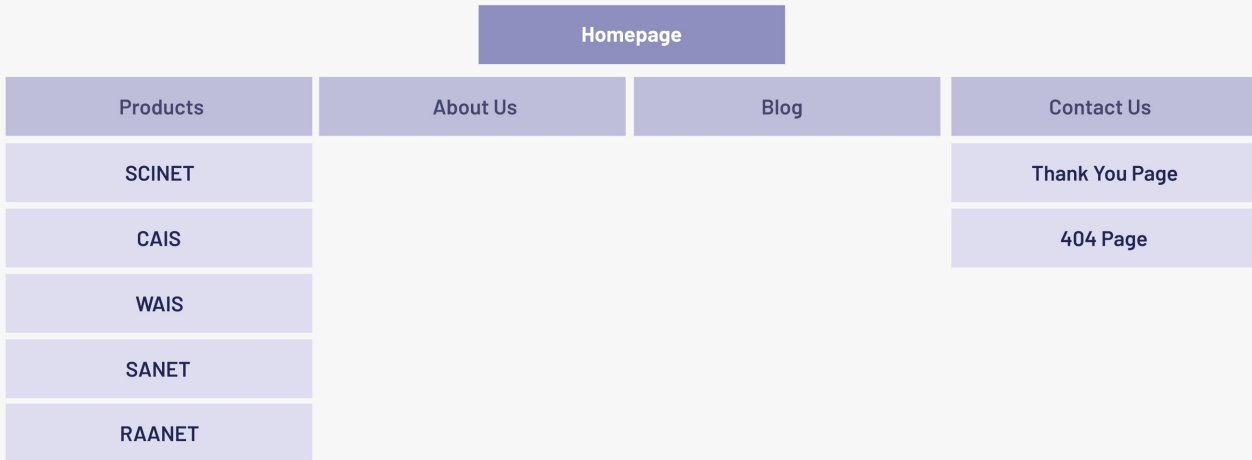 Homepage
Products
About Us
Blog
Contact Us
SCINET
Thank You Page
CAIS
404 Page
WAIS
SANET
RAANET